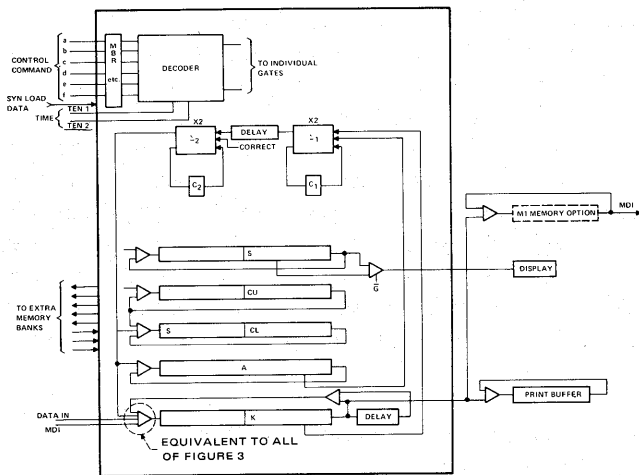 CONTROL
COMMAND
a
b
c
d
e
f
M
B
R
etc.
DECODER
TO INDIVIDUAL
GATES
SYN LOAD
DATA
TIME
TEN 1
TEN 2
X2
DELAY
X2
Σ2
Σ1
CORRECT
C2
C1
MDI
M1 MEMORY OPTION
S
G
DISPLAY
CU
TO EXTRA
MEMORY
BANKS
S
CL
A
PRINT BUFFER
K
DELAY
DATA IN
MDI
EQUIVALENT TO ALL
OF FIGURE 3